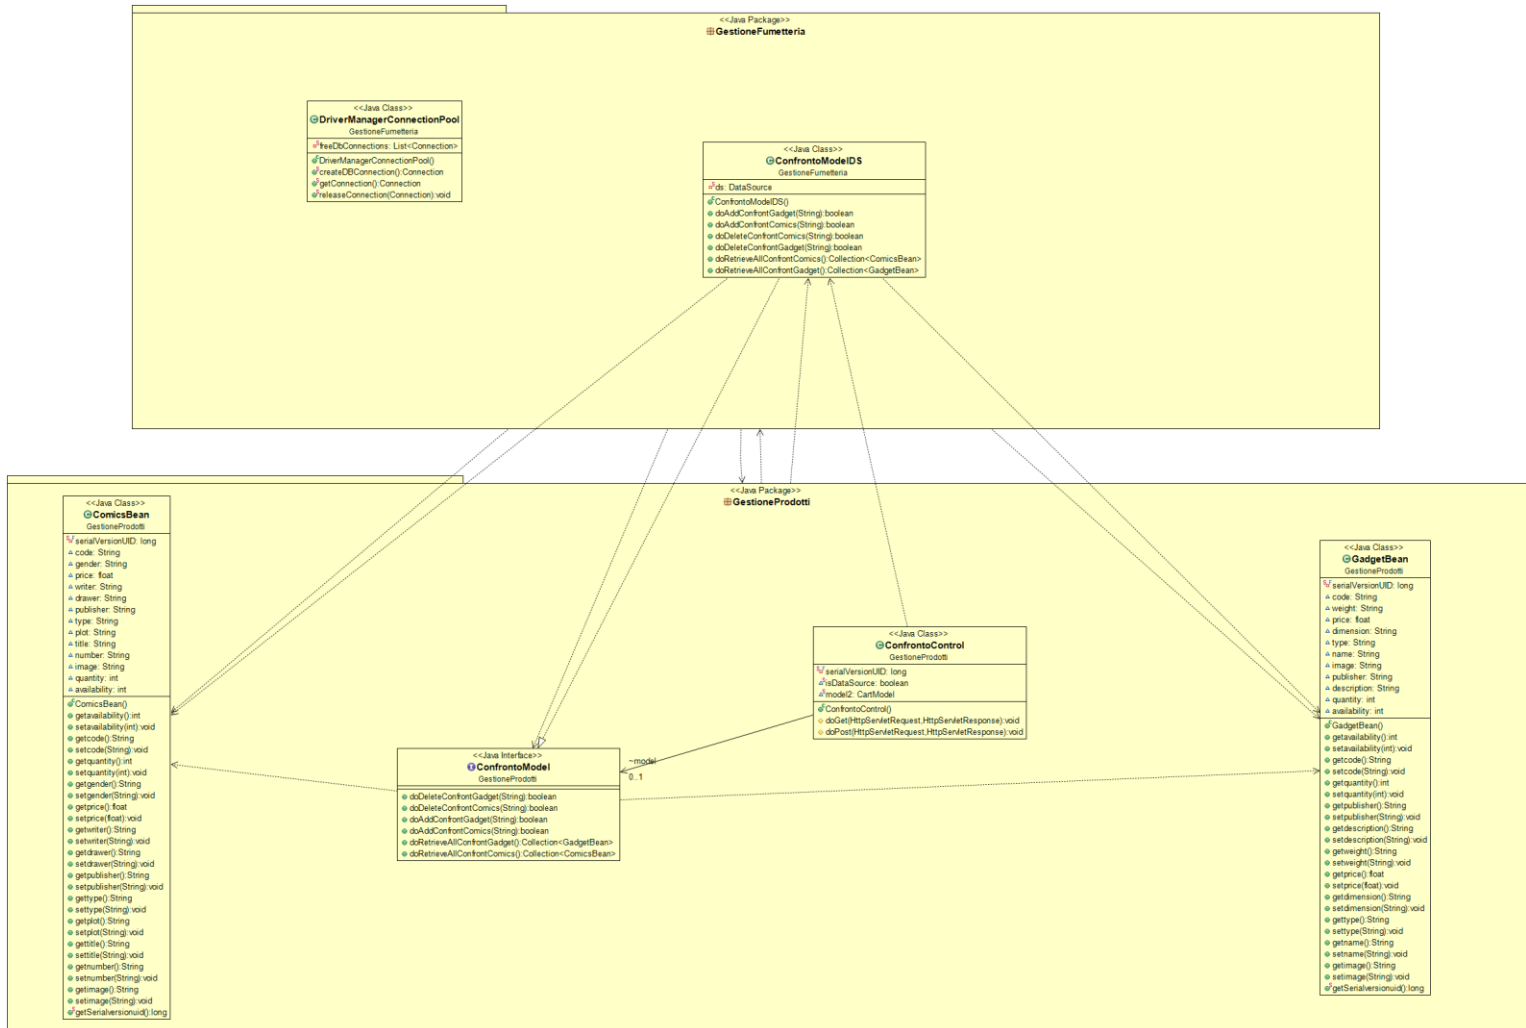 <<Java Package>>
GestioneFumetteria
<<Java Class>>
DriverManagerConnectionPool
GestioneFumetteria
freeDbConnections: List<Connection>
DriverManagerConnectionPool()
createDBConnection():Connection
getConnection():Connection
releaseConnection(Connection):void
<<Java Class>>
ConfrontoModelDS
GestioneFumetteria
ds: DataSource
ConfrontoModelDS()
doAddConfrontGadget(String):boolean
doAddConfrontComics(String):boolean
doDeleteConfrontComics(String):boolean
doDeleteConfrontGadget(String):boolean
doRetrieveAllConfrontComics():Collection<ComicsBean>
doRetrieveAllConfrontGadget():Collection<GadgetBean>
<<Java Package>>
GestioneProdotti
<<Java Class>>
ComicsBean
GestioneProdotti
serialVersionUID: long
code: String
gender: String
price: float
writer: String
drawer: String
publisher: String
type: String
plot: String
title: String
number: String
image: String
quantity: int
availability: int
ComicsBean()
getavailability():int
setavailability(int):void
getcode():String
setcode(String):void
getquantity():int
setquantity(int):void
getgender():String
setgender(String):void
getprice():float
setprice(float):void
getwriter():String
setwriter(String):void
getdrawer():String
setdrawer(String):void
getpublisher():String
setpublisher(String):void
gettype():String
settype(String):void
getplot():String
setplot(String):void
gettitle():String
settitle(String):void
getnumber():String
setnumber(String):void
getimage():String
setimage(String):void
getSerialversionuid():long
<<Java Interface>>
ConfrontoModel
GestioneProdotti
doDeleteConfrontGadget(String):boolean
doDeleteConfrontComics(String):boolean
doAddConfrontGadget(String):boolean
doAddConfrontComics(String):boolean
doRetrieveAllConfrontGadget():Collection<GadgetBean>
doRetrieveAllConfrontComics():Collection<ComicsBean>
~model
0..1
<<Java Class>>
ConfrontoControl
GestioneProdotti
serialVersionUID: long
isDataSource: boolean
model2: CartModel
ConfrontoControl()
doGet(HttpServletRequest,HttpServletResponse):void
doPost(HttpServletRequest,HttpServletResponse):void
<<Java Class>>
GadgetBean
GestioneProdotti
serialVersionUID: long
code: String
weight: String
price: float
dimension: String
type: String
name: String
image: String
publisher: String
description: String
quantity: int
availability: int
GadgetBean()
getavailability():int
setavailability(int):void
getcode():String
setcode(String):void
getquantity():int
setquantity(int):void
getpublisher():String
setpublisher(String):void
getdescription():String
setdescription(String):void
getweight():String
setweight(String):void
getprice():float
setprice(float):void
getdimension():String
setdimension(String):void
gettype():String
settype(String):void
getname():String
setname(String):void
getimage():String
setimage(String):void
getSerialversionuid():long